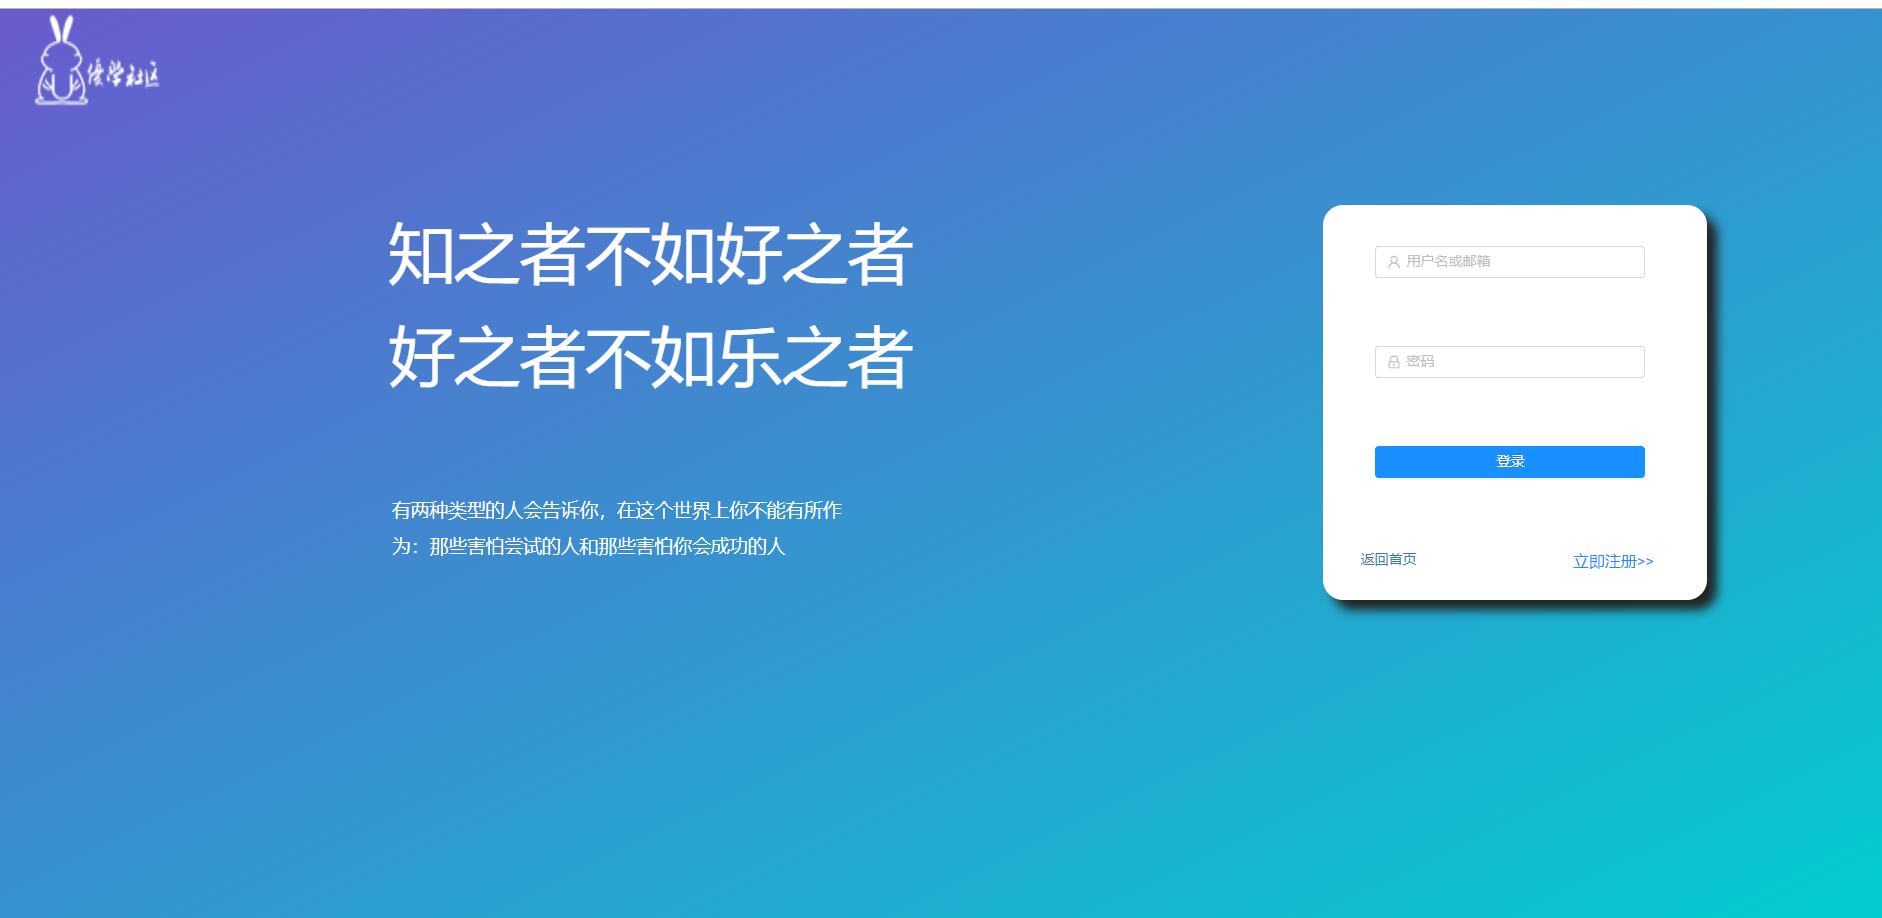 優学社区
知之者不如好之者
好之者不如乐之者
有两种类型的人会告诉你，在这个世界上你不能有所作
为：那些害怕尝试的人和那些害怕你会成功的人
用户名或邮箱
密码
登录
返回首页
立即注册>>